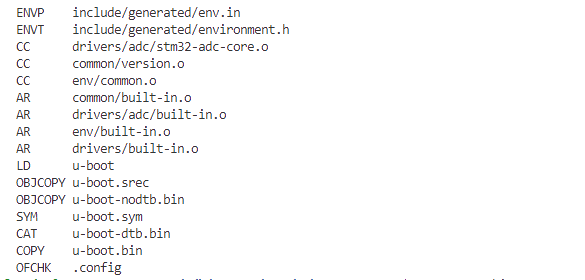 ENVP    include/generated/env.in
ENVT    include/generated/environment.h
CC      drivers/adc/stm32-adc-core.o
CC      common/version.o
CC      env/common.o
AR      common/built-in.o
AR      drivers/adc/built-in.o
AR      env/built-in.o
AR      drivers/built-in.o
LD      u-boot
OBJCOPY u-boot.srec
OBJCOPY u-boot-nodtb.bin
SYM     u-boot.sym
CAT     u-boot-dtb.bin
COPY    u-boot.bin
OFCHK   .config